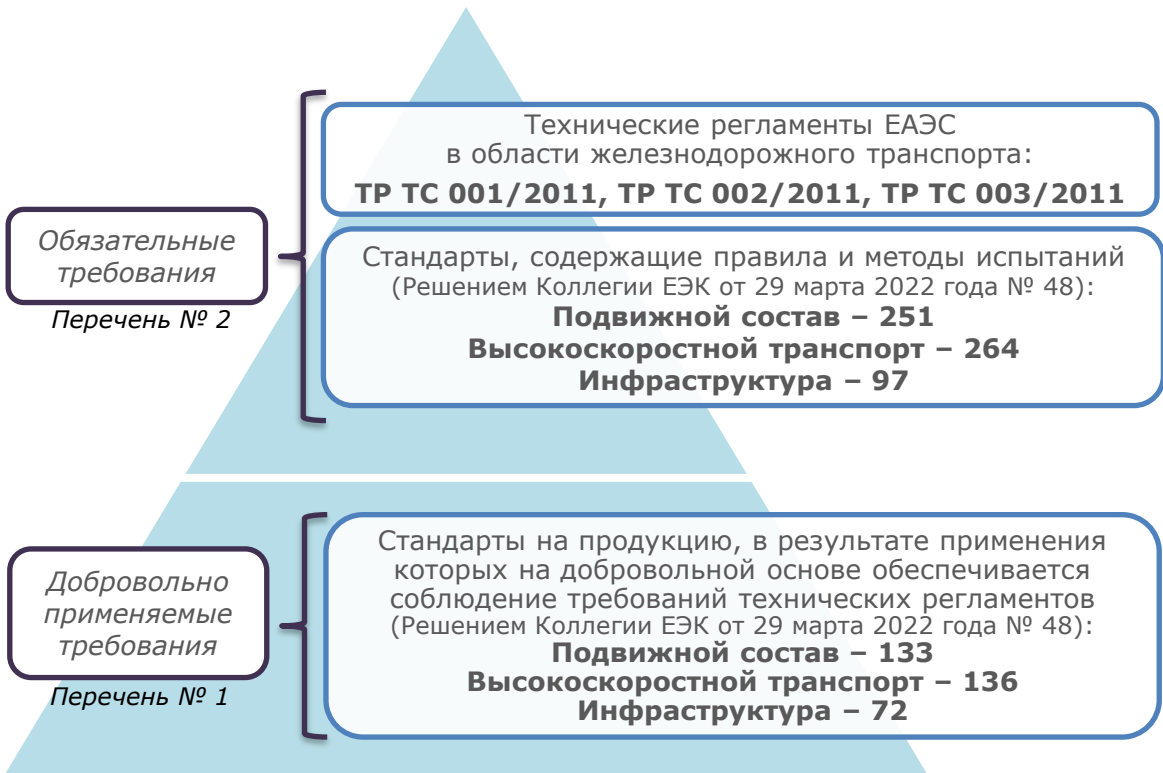 Технические регламенты ЕАЭС
в области железнодорожного транспорта:
ТР ТС 001/2011, ТР ТС 002/2011, ТР ТС 003/2011
Обязательные
требования
Перечень № 2
Стандарты, содержащие правила и методы испытаний
(Решением Коллегии ЕЭК от 29 марта 2022 года № 48):
Подвижной состав – 251
Высокоскоростной транспорт – 264
Инфраструктура – 97
Добровольно
применяемые
требования
Перечень № 1
Стандарты на продукцию, в результате применения
которых на добровольной основе обеспечивается
соблюдение требований технических регламентов
(Решением Коллегии ЕЭК от 29 марта 2022 года № 48):
Подвижной состав – 133
Высокоскоростной транспорт – 136
Инфраструктура – 72